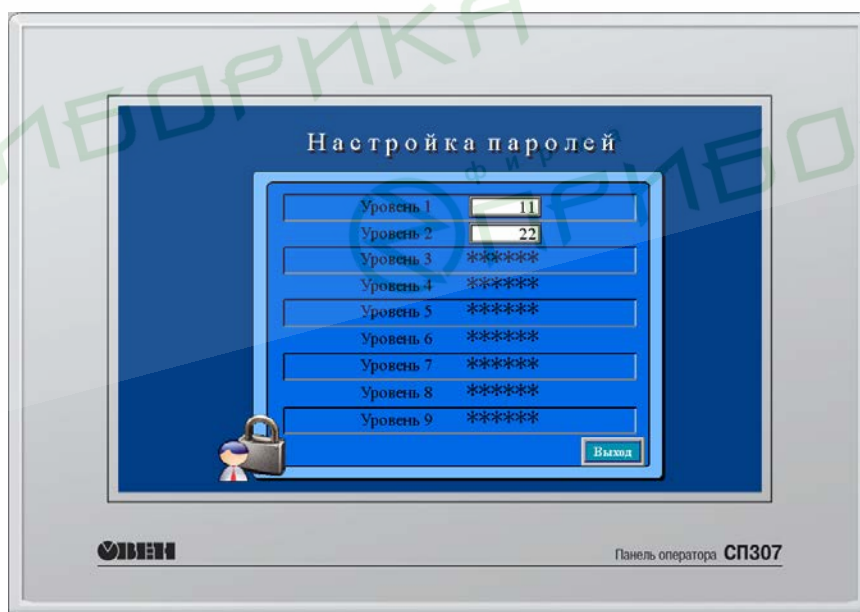 ПРИБОРИКА
Настройка паролей
фирма
ПРИБО
Уровень 1 11
Уровень 2 22
Уровень 3 ******
Уровень 4 ******
Уровень 5 ******
Уровень 6 ******
Уровень 7 ******
Уровень 8 ******
Уровень 9 ******
Выход
ОВЕН
Панель оператора СП307